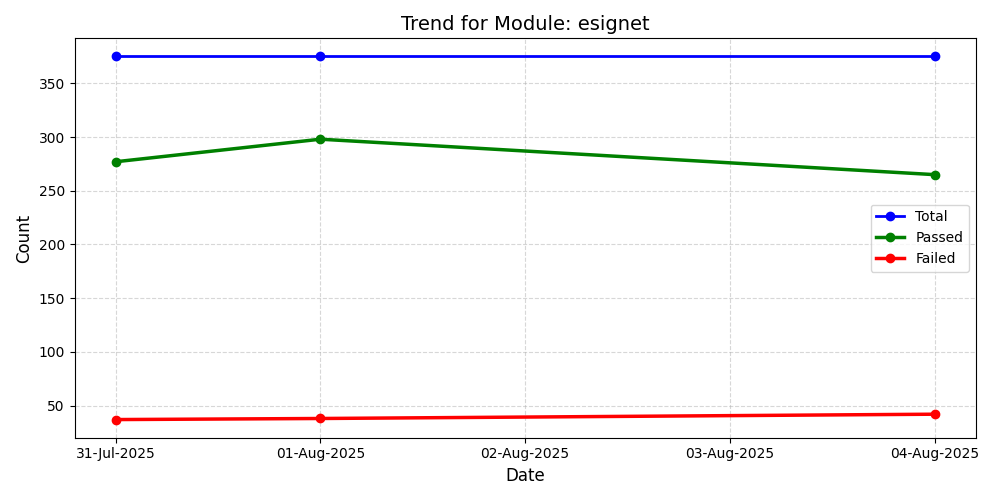 Trend for Module: esignet
350
300
250
200
150
100
50
Count
Total
Passed
Failed
31-Jul-2025 01-Aug-2025 02-Aug-2025 03-Aug-2025 04-Aug-2025
Date